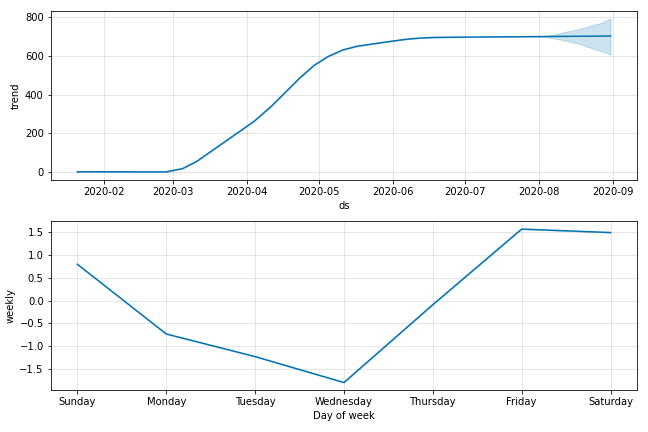 800
600
400
200
0
trend
2020-02 2020-03 2020-04 2020-05 2020-06 2020-07 2020-08 2020-09
ds
1.5
1.0
0.5
0.0
−0.5
−1.0
−1.5
weekly
Sunday Monday Tuesday Wednesday Thursday Friday Saturday
Day of week